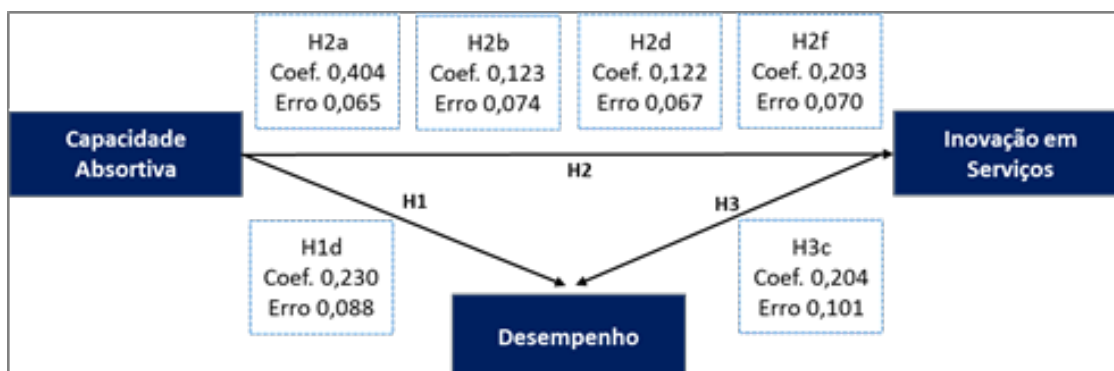 H2a
Coef. 0,404
Erro 0,065
H2b
Coef. 0,123
Erro 0,074
H2d
Coef. 0,122
Erro 0,067
H2f
Coef. 0,203
Erro 0,070
Capacidade
Absortiva
Inovação em
Serviços
H2
H1
H3
H1d
Coef. 0,230
Erro 0,088
H3c
Coef. 0,204
Erro 0,101
Desempenho